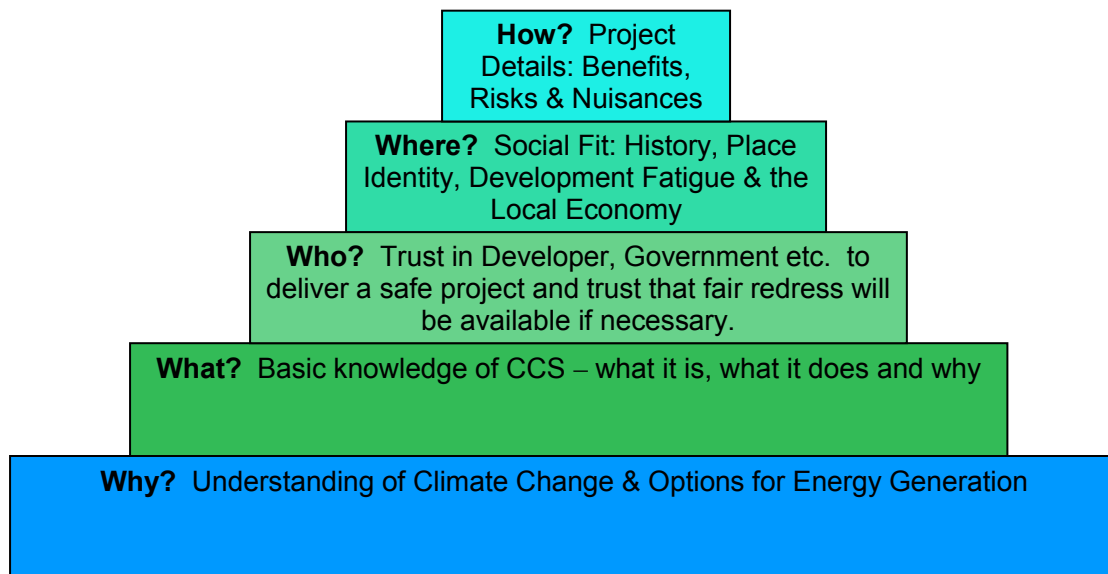 How? Project
Details: Benefits,
Risks & Nuisances
Where? Social Fit: History, Place
Identity, Development Fatigue & the
Local Economy
Who? Trust in Developer, Government etc. to
deliver a safe project and trust that fair redress will
be available if necessary.
What? Basic knowledge of CCS – what it is, what it does and why
Why? Understanding of Climate Change & Options for Energy Generation